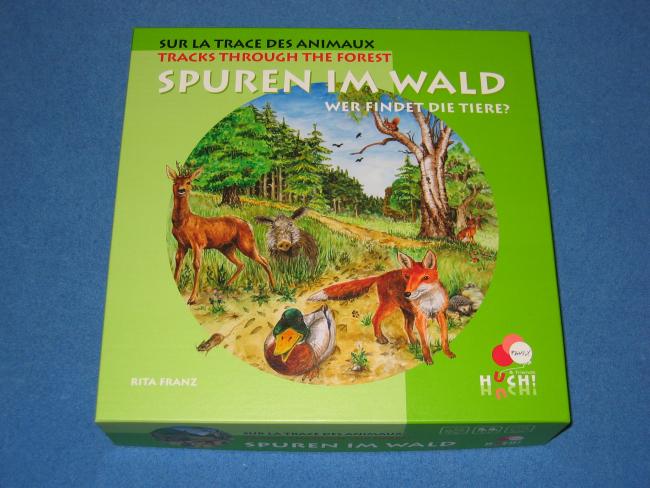 SUR LA TRACE DES ANIMAUX
TRACKS THROUGH THE FOREST
SPUREN IM WALD
WER FINDET DIE TIERE?
RITA FRANZ
& friends
HUCH!
SUR LA TRACE DES ANIMAUX
SPUREN IM WALD